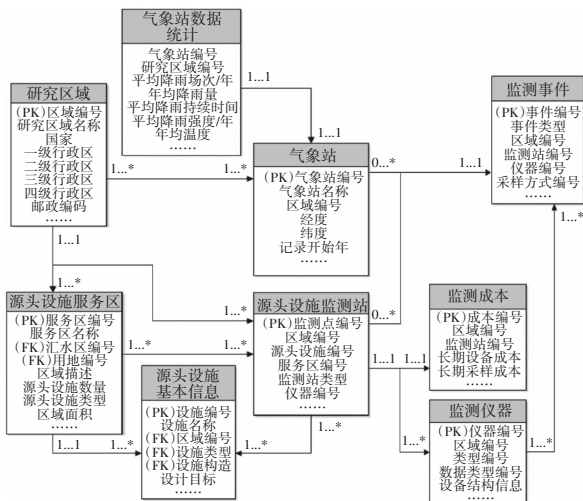 气象站数据
统计
气象站编号
研究区域编号
平均降雨场次/年
年均降雨量
平均降雨持续时间
平均降雨强度/年
年均温度
……
1...1
1...1
研究区域
(PK)区域编号
研究区域名称
国家
一级行政区
二级行政区
三级行政区
四级行政区
邮政编码
……
1...*
1...*
1...1
1...*
气象站
(PK)气象站编号
气象站名称
区域编号
经度
纬度
记录开始年
……
0...*
1...1
监测事件
(PK)事件编号
事件类型
区域编号
监测站编号
仪器编号
采样方式编号
……
1...*
源头设施服务区
(PK)服务区编号
服务区名称
(FK)汇水区编号
(FK)用地编号
区域描述
源头设施数量
源头设施类型
区域面积
……
1...*
1...*
1...*
1...1
1...*
源头设施
基本信息
(PK)设施编号
设施名称
(FK)区域编号
(FK)设施类型
(FK)设施构造
设计目标
……
源头设施监测站
(PK)监测点编号
区域编号
源头设施编号
服务区编号
监测站类型
仪器编号
……
0...*
1...1
1...1
1...*
1...*
监测成本
(PK)成本编号
区域编号
监测站编号
长期设备成本
长期采样成本
……
1...*
监测仪器
(PK)仪器编号
区域编号
类型编号
数据类型编号
设备结构信息
……
1...*